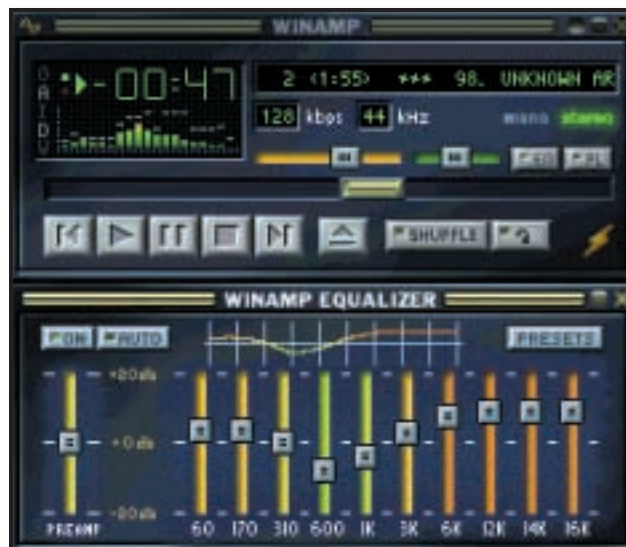 WINAMP
OAIDV
-00:47
2 <1:55> *** 98. UNKNOWN AR
128 kbps 44 kHz mono stereo
EQ PL
SHUFFLE
WINAMP EQUALIZER
ON AUTO PRESETS
+20 db
+0 db
-20 db
PREAMP 60 170 310 600 1K 3K 6K 12K 14K 16K